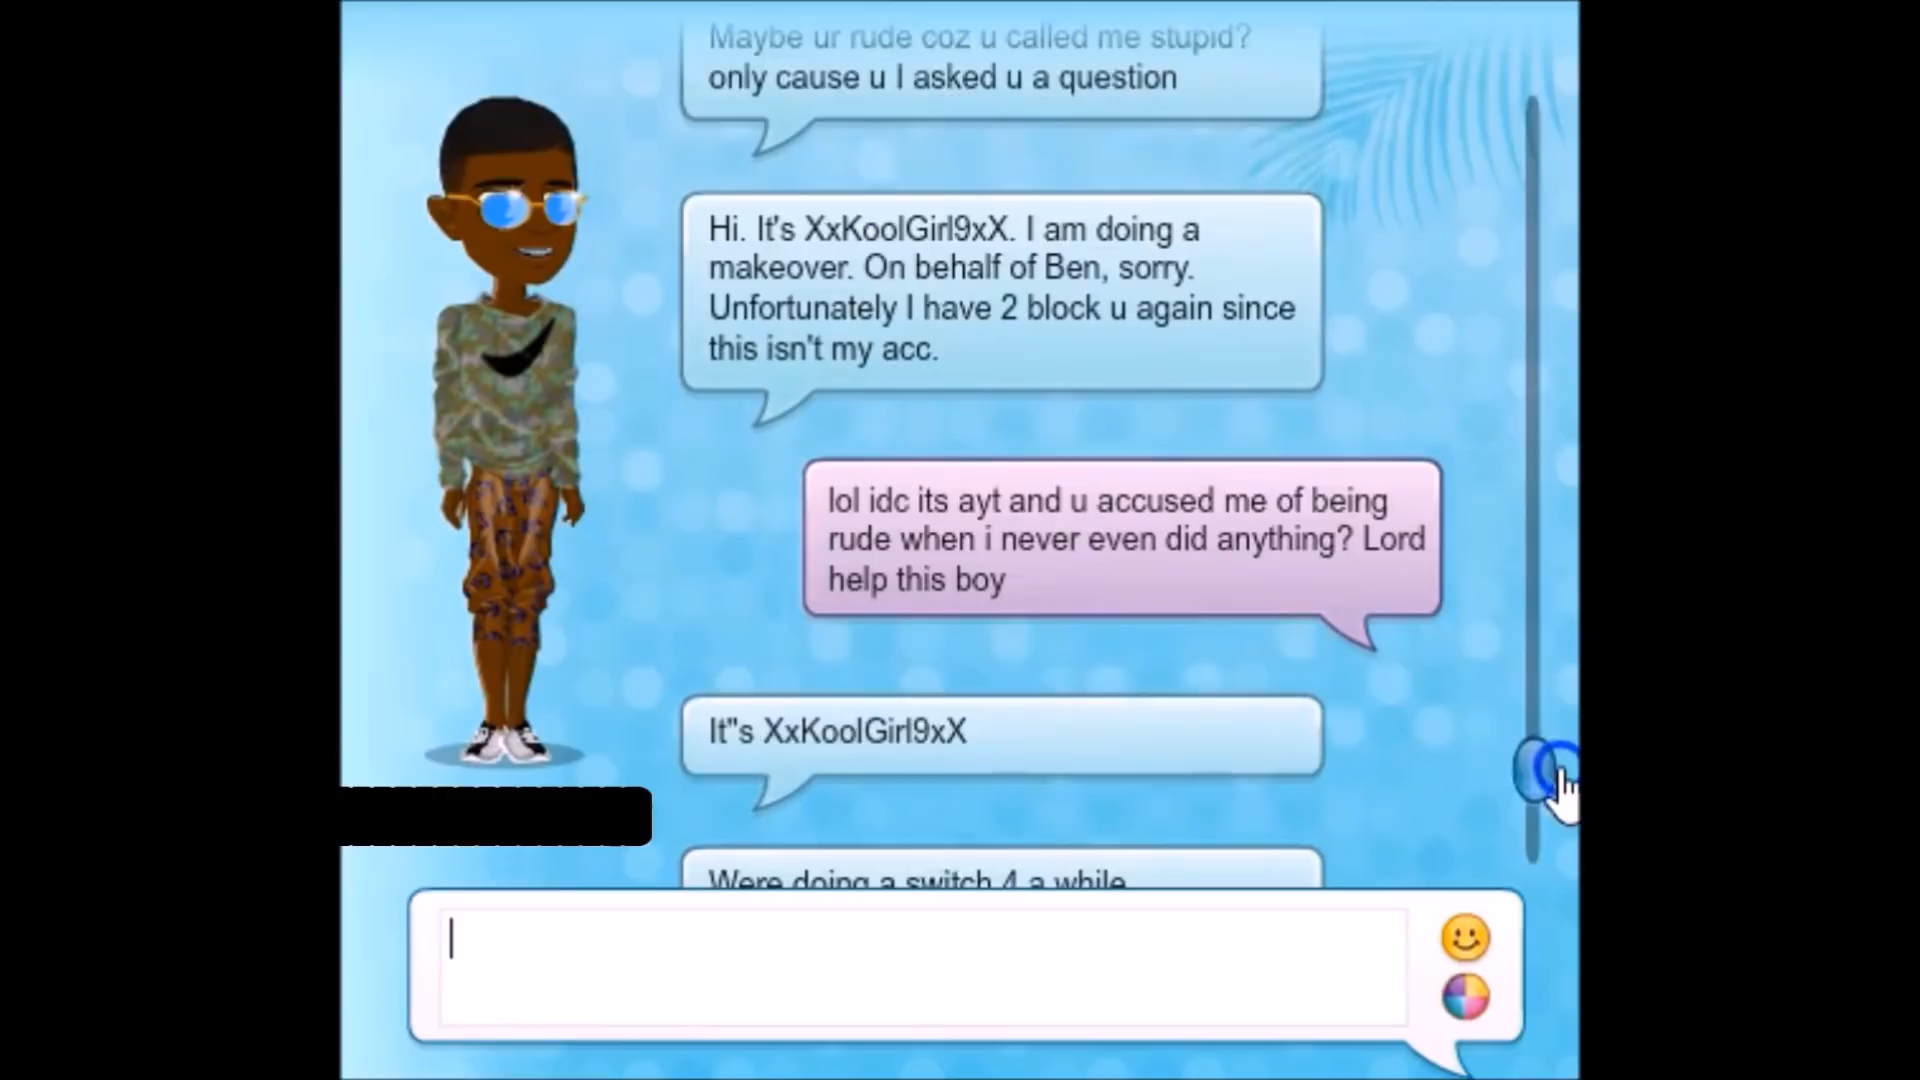 Maybe ur rude coz u called me stupid?
only cause u I asked u a question
Hi. It's XxKoolGirl9xX. I am doing a
makeover. On behalf of Ben, sorry.
Unfortunately I have 2 block u again since
this isn't my acc.
lol idc its ayt and u accused me of being
rude when i never even did anything? Lord
help this boy
It"s XxKoolGirl9xX
Were doing a switch 4 a while